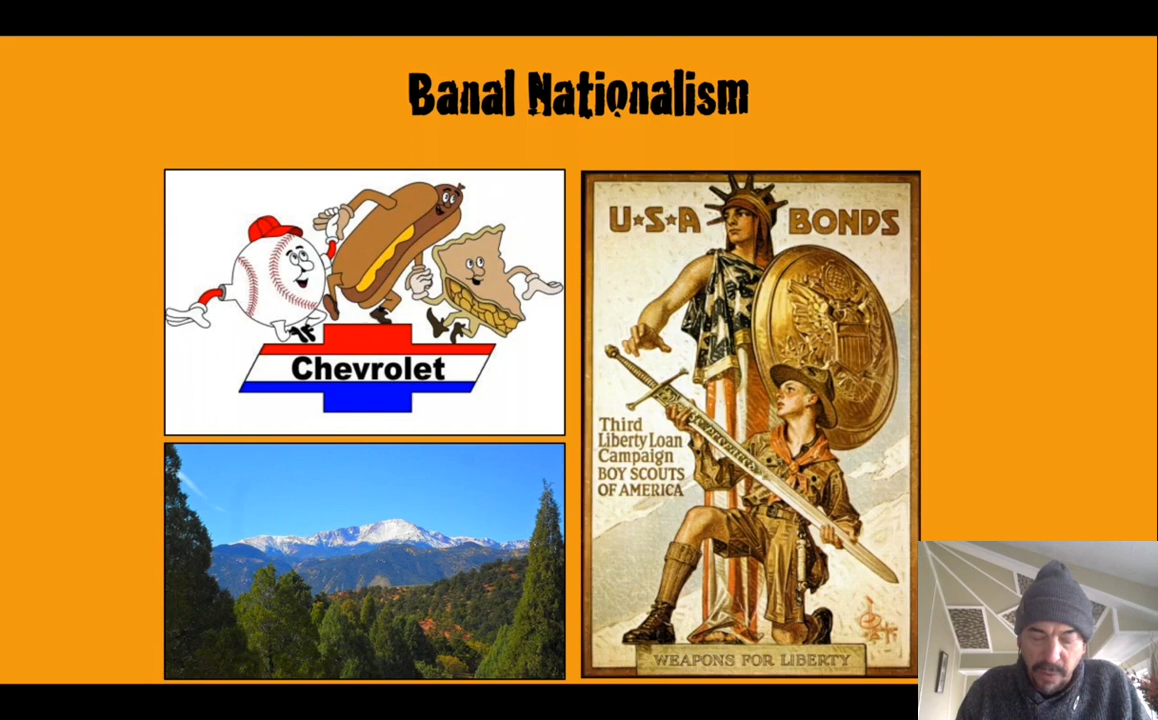 Banal Nationalism
Chevrolet
U★S★A BONDS
Third
Liberty Loan
Campaign
BOY SCOUTS
OF AMERICA
WEAPONS FOR LIBERTY